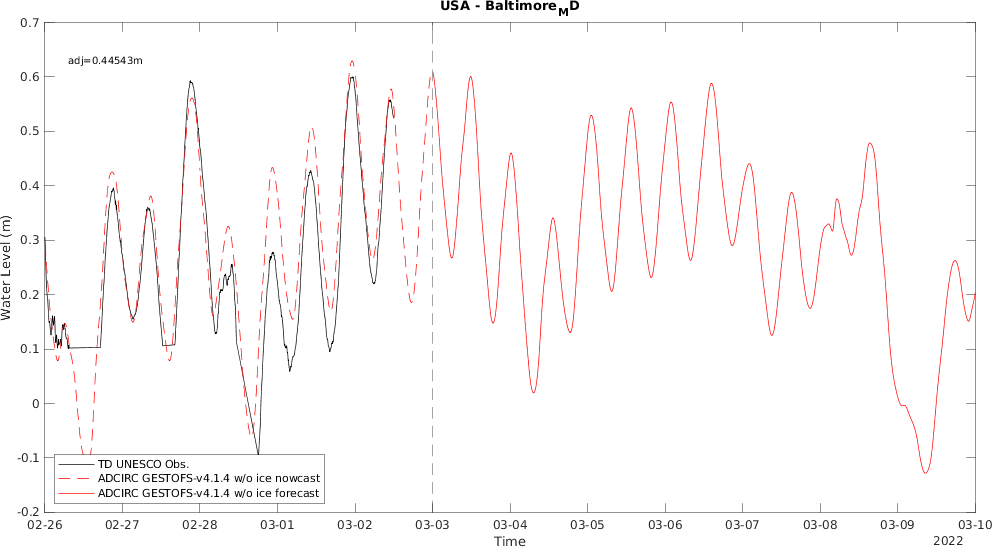 USA - Baltimore_MD
adj=0.44543m
0.7
0.6
0.5
0.4
0.3
0.2
0.1
0
-0.1
-0.2
Water Level (m)
TD UNESCO Obs.
ADCIRC GESTOFS-v4.1.4 w/o ice nowcast
ADCIRC GESTOFS-v4.1.4 w/o ice forecast
02-26 02-27 02-28 03-01 03-02 03-03 03-04 03-05 03-06 03-07 03-08 03-09 03-10
Time
2022